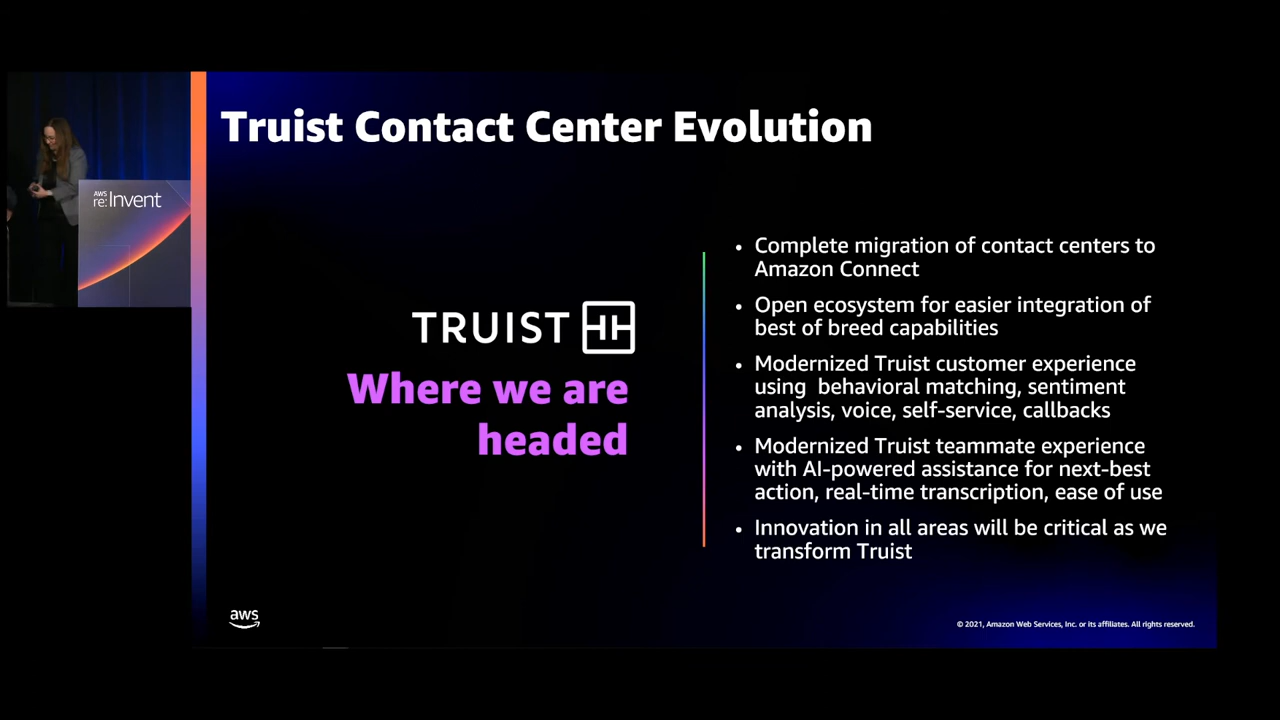 Truist Contact Center Evolution
aws
re:Invent
• Complete migration of contact centers to
Amazon Connect
• Open ecosystem for easier integration of
best of breed capabilities
TRUIST
• Modernized Truist customer experience
using  behavioral matching, sentiment
analysis, voice, self-service, callbacks
Where we are
headed
• Modernized Truist teammate experience
with AI-powered assistance for next-best
action, real-time transcription, ease of use
• Innovation in all areas will be critical as we
transform Truist
aws
© 2021, Amazon Web Services, Inc. or its affiliates. All rights reserved.